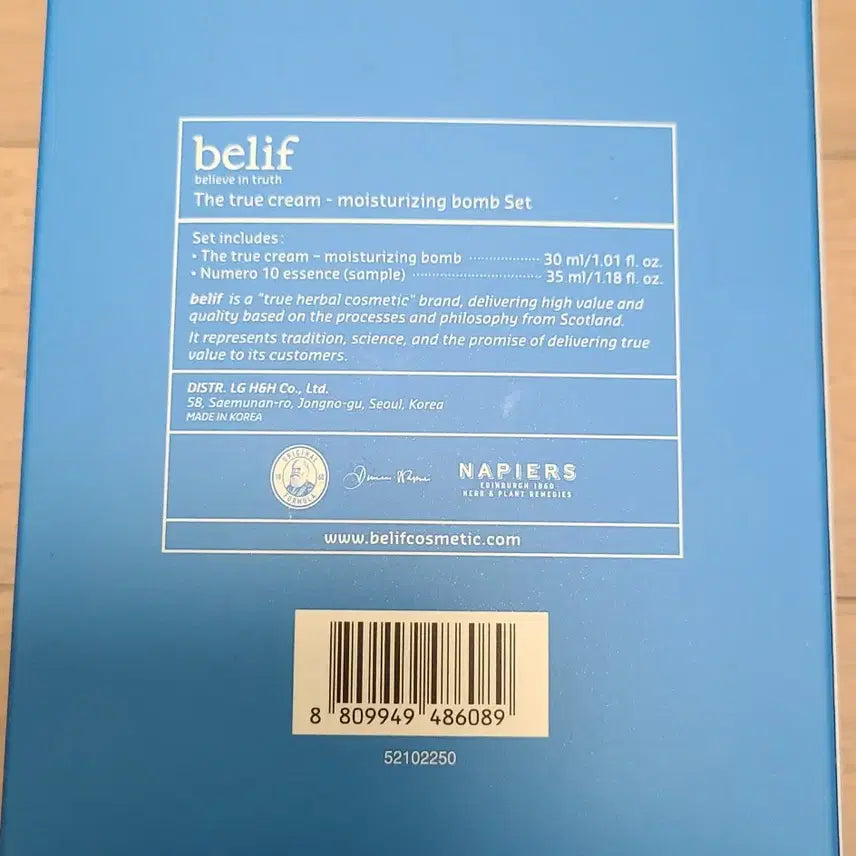 belif
believe in truth
The true cream - moisturizing bomb Set
Set includes :
• The true cream – moisturizing bomb ················ 30 ml/1.01 fl. oz.
• Numero 10 essence (sample) ···························· 35 ml/1.18 fl. oz.
belif is a "true herbal cosmetic" brand, delivering high value and
quality based on the processes and philosophy from Scotland.
It represents tradition, science, and the promise of delivering true
value to its customers.
DISTR. LG H&H Co., Ltd.
58, Saemunan-ro, Jongno-gu, Seoul, Korea
MADE IN KOREA
ORIGINAL
18 60
FORMULA
NAPIERS
EDINBURGH 1860
HERB & PLANT REMEDIES
www.belifcosmetic.com
8 809949 486089
52102250